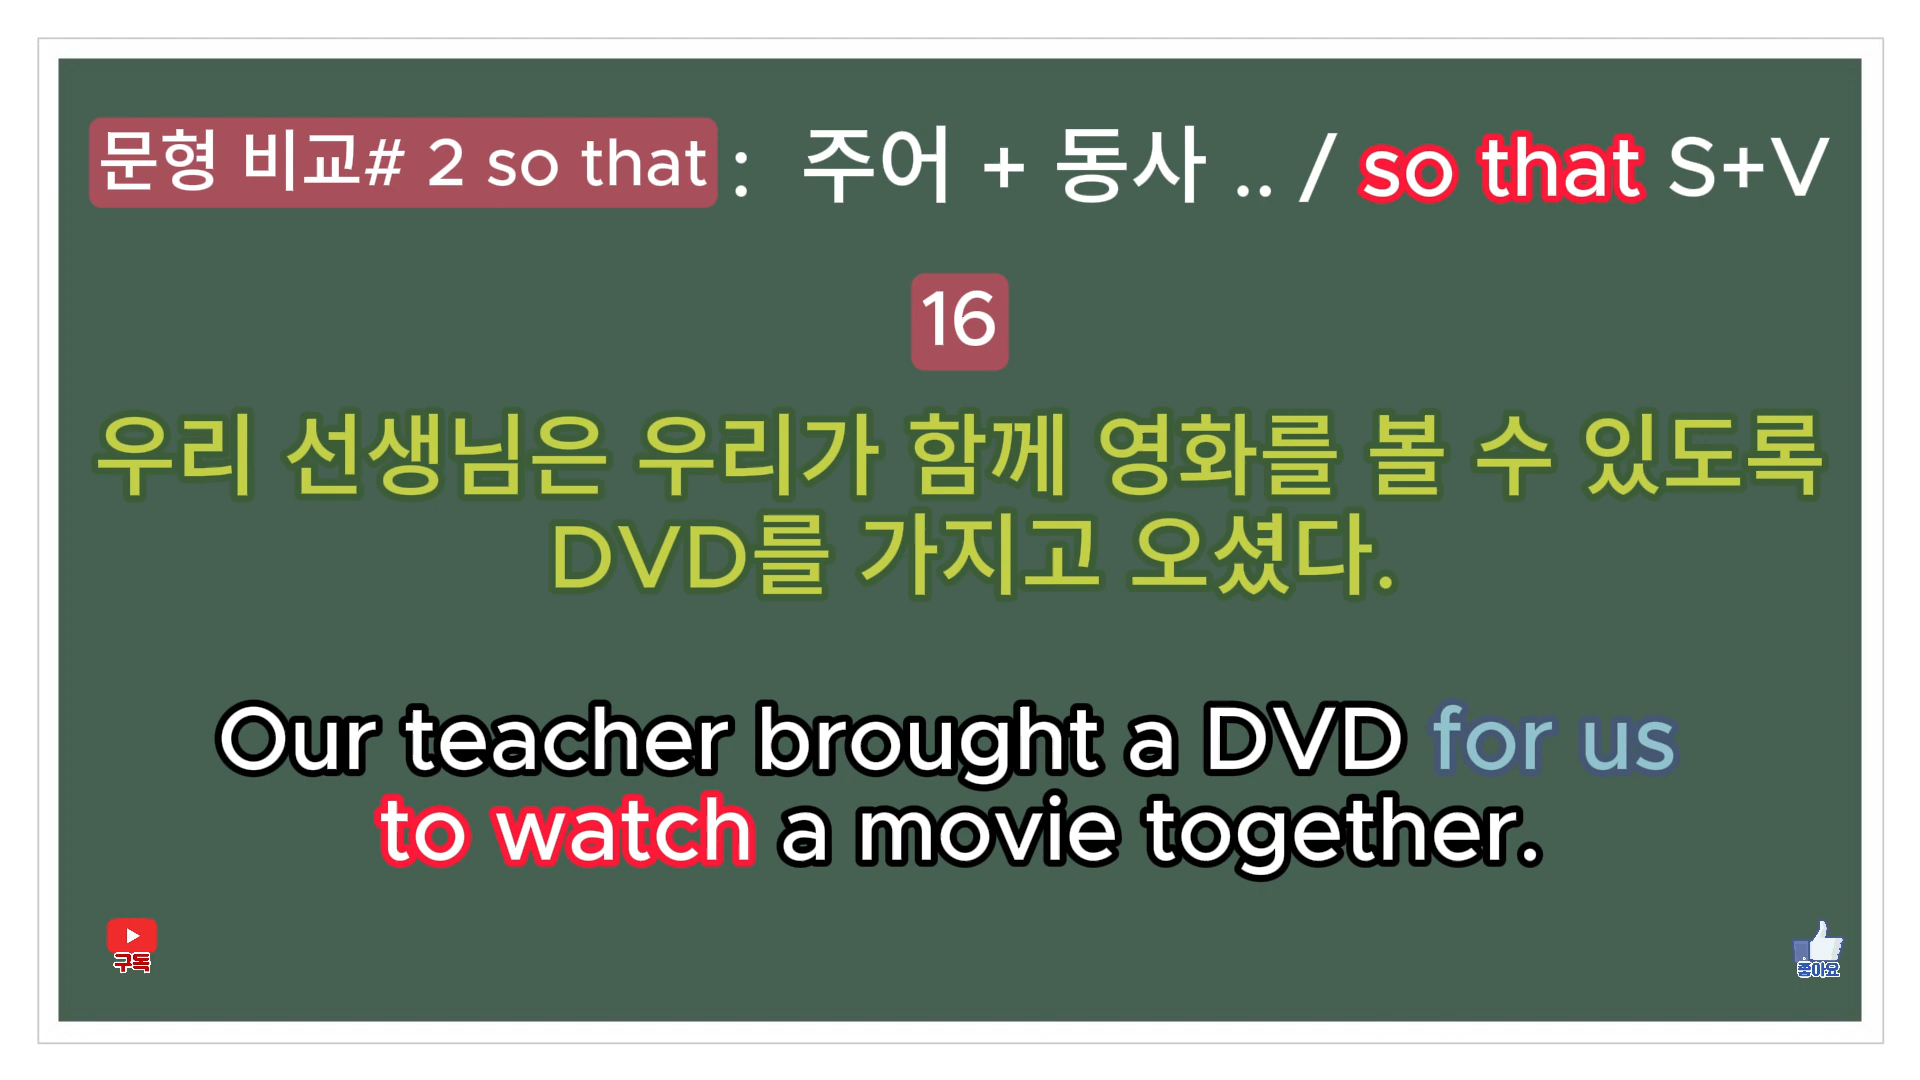 문형 비교# 2 so that : 주어 + 동사 .. / so that S+V
16
우리 선생님은 우리가 함께 영화를 볼 수 있도록
DVD를 가지고 오셨다.
Our teacher brought a DVD for us
to watch a movie together.
구독
좋아요